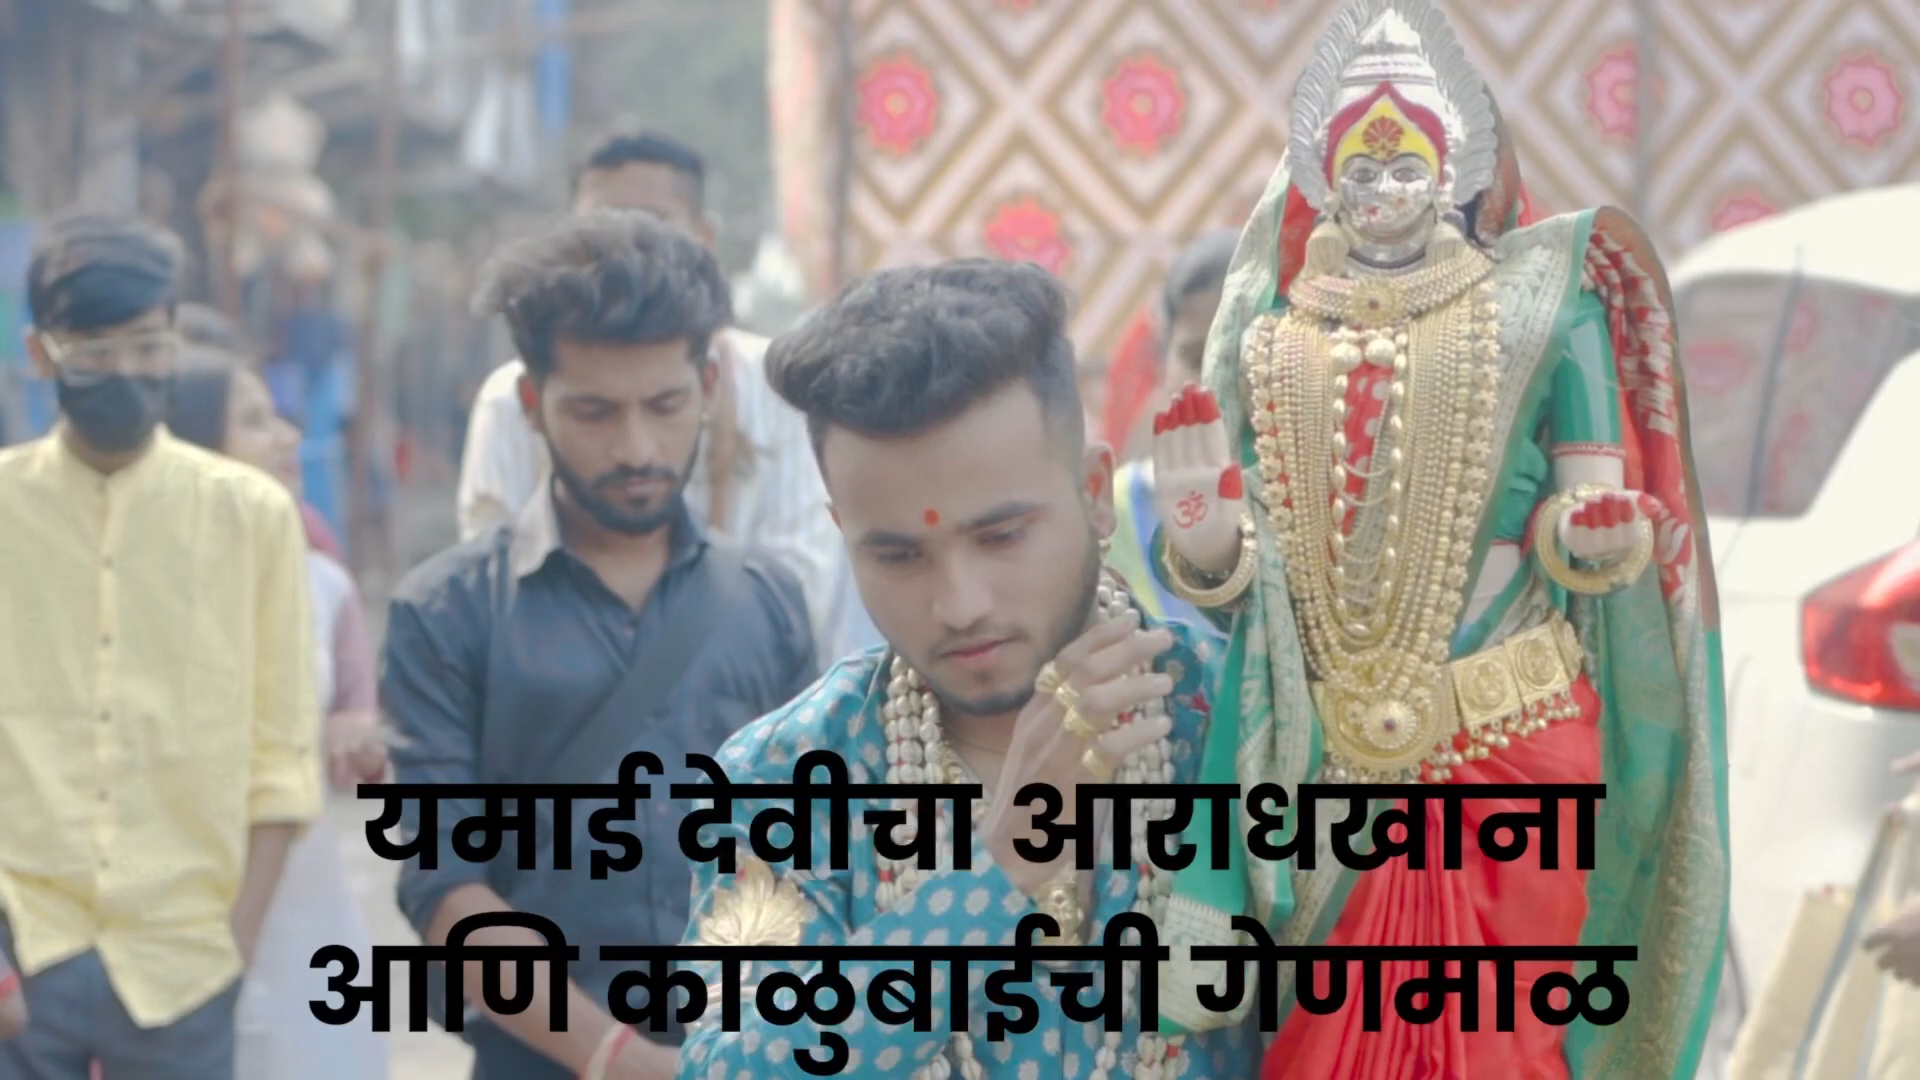 ॐ
यमाई देवीचा आराधखाना
आणि काळुबाईची गेणमाळ